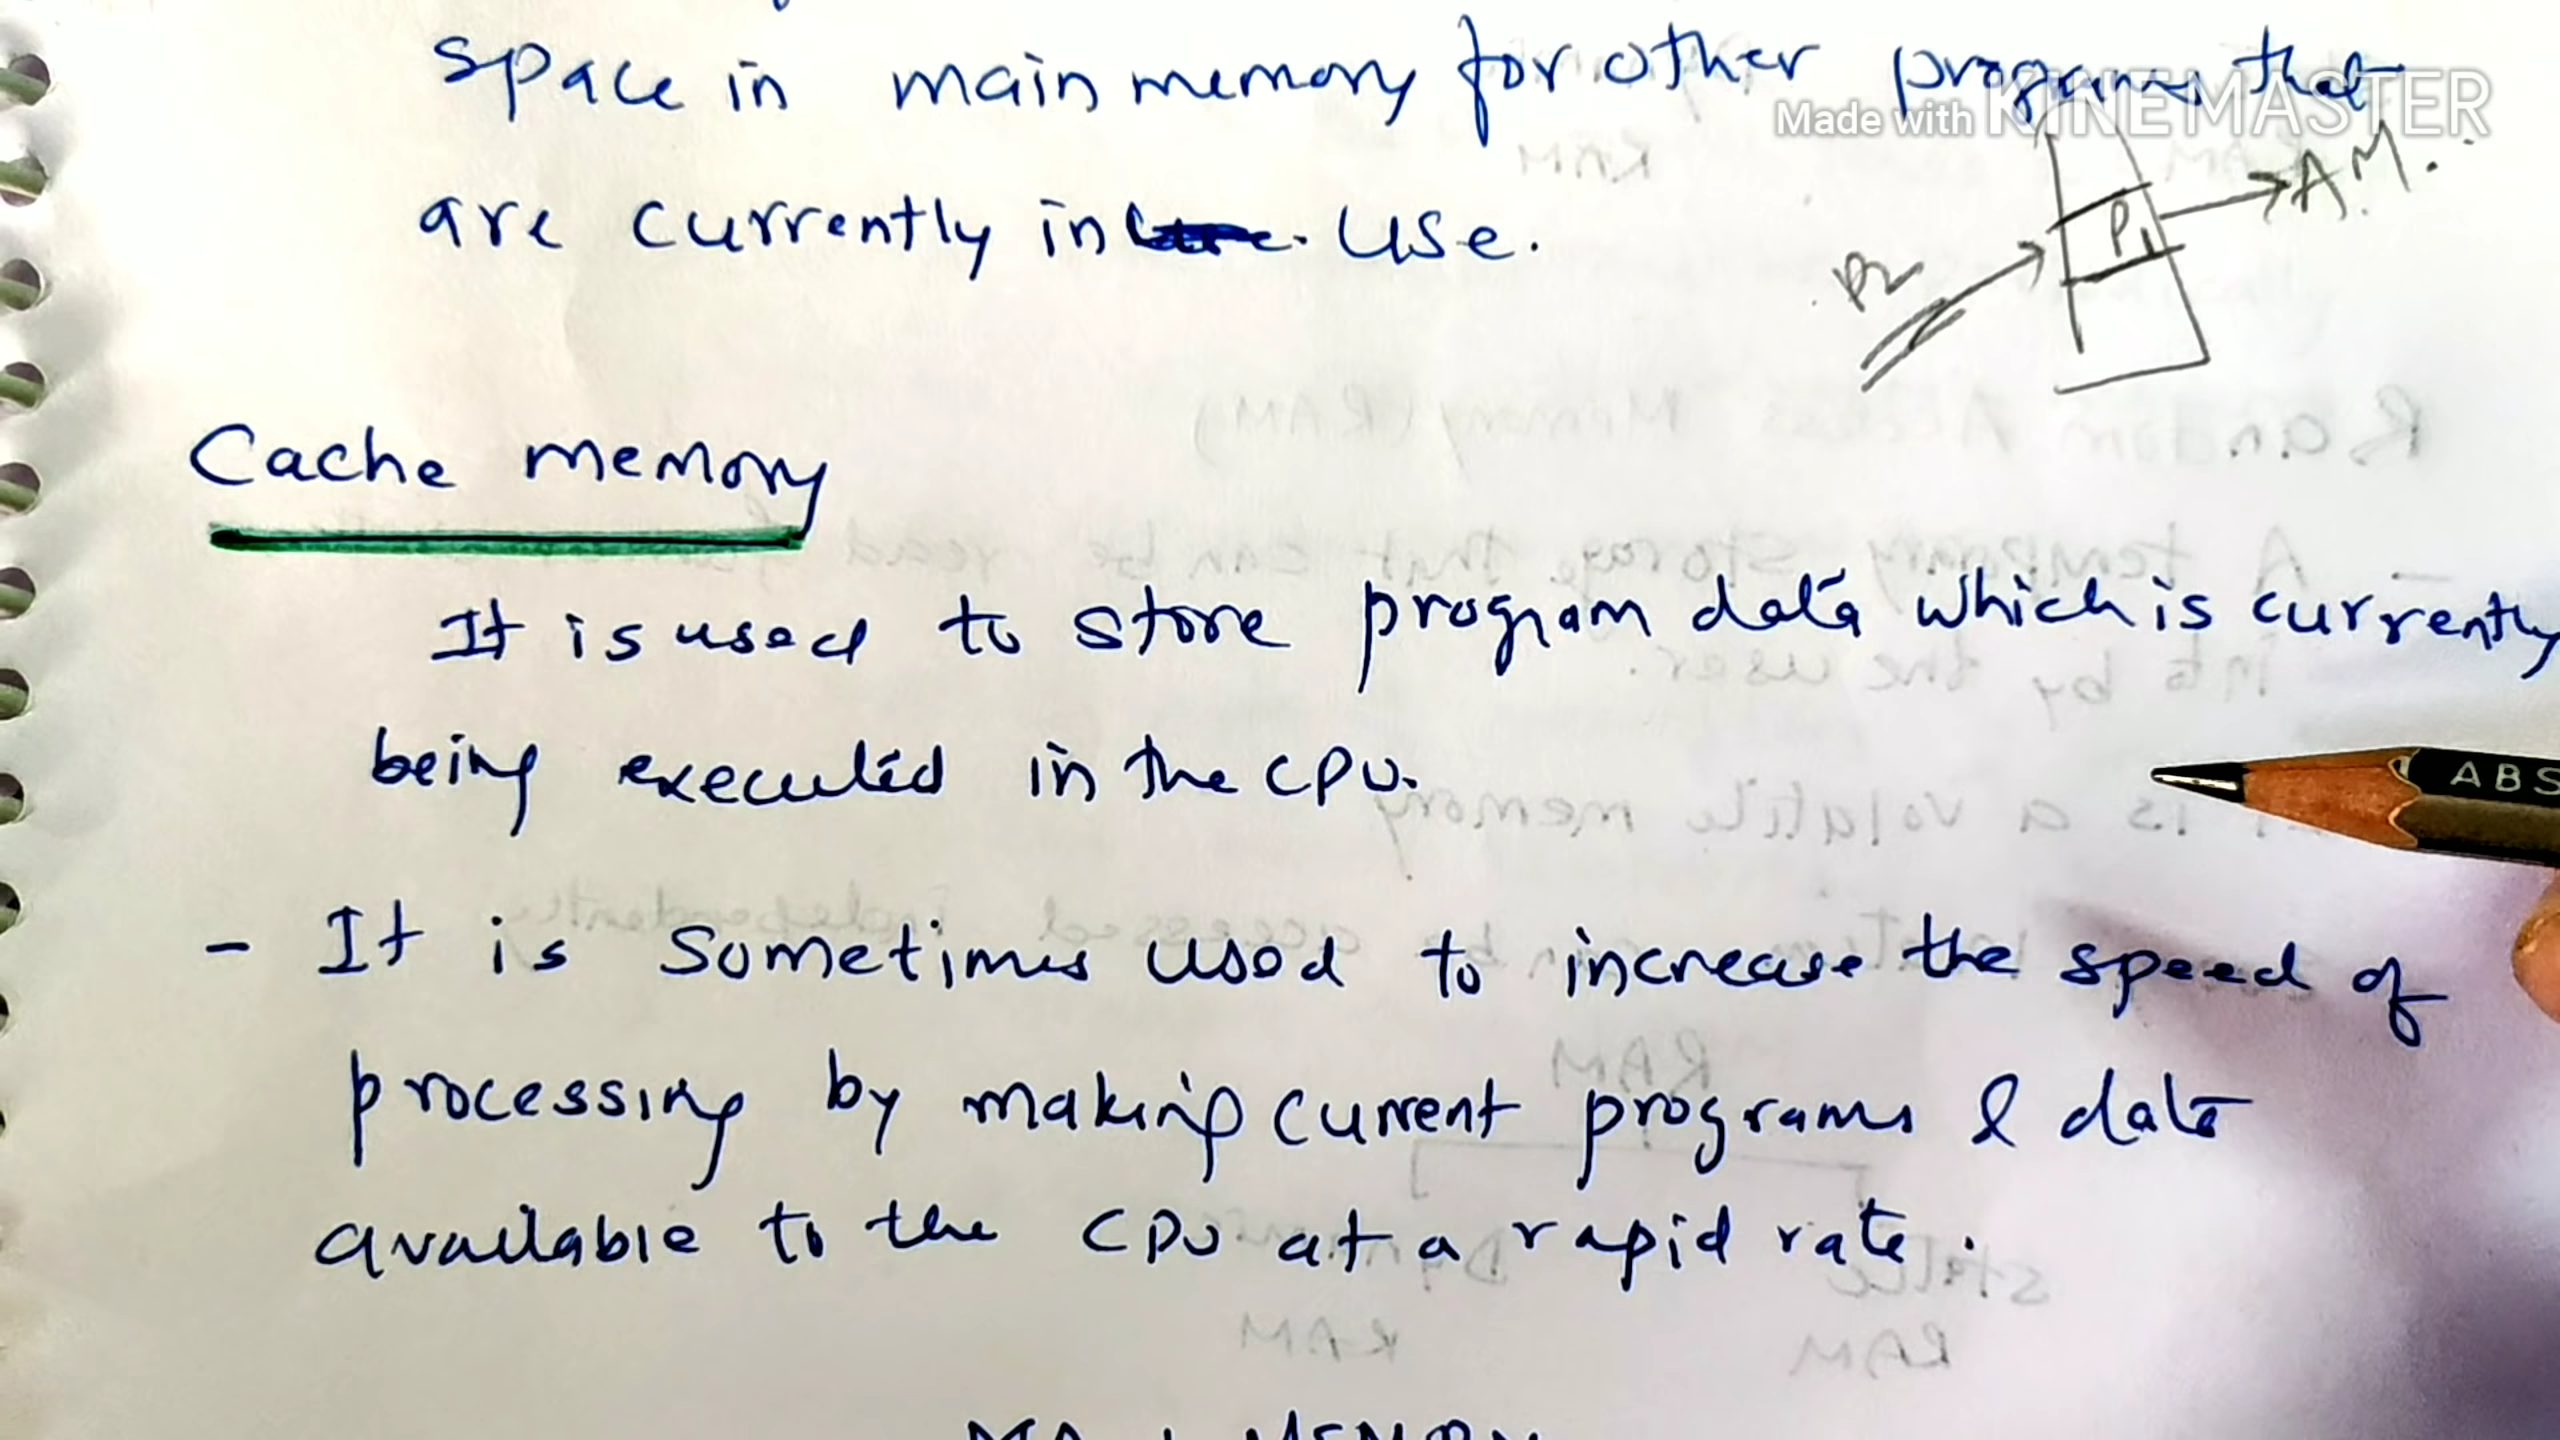 space in main memory for other programs that
Made with KINEMASTER
are currently in use.
P1
A.M.
P2
Cache memory
It is used to store program data which is currently
being executed in the CPU.
ABS
- It is sometimes used to increase the speed of
processing by making current programs & data
available to the CPU at a rapid rate.
MEMORY